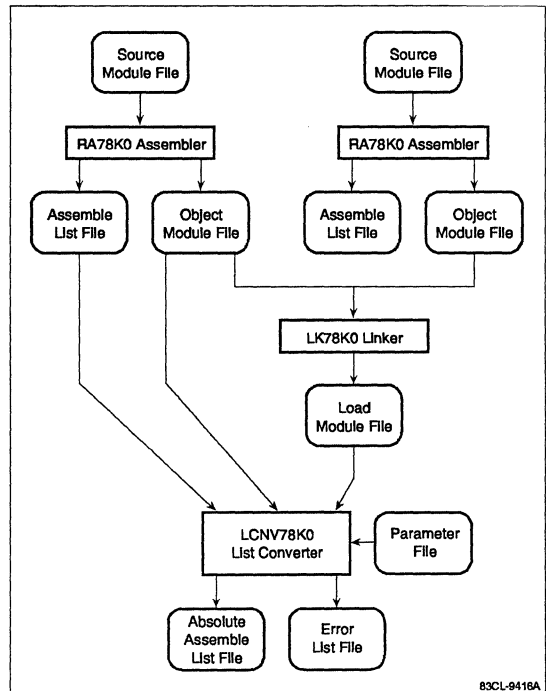 Source
Module File
Source
Module File
RA78K0 Assembler
RA78K0 Assembler
Assemble
List File
Object
Module File
Assemble
List File
Object
Module File
LK78K0 Linker
Load
Module File
LCNV78K0
List Converter
Parameter
File
Absolute
Assemble
List File
Error
List File
83CL-9416A